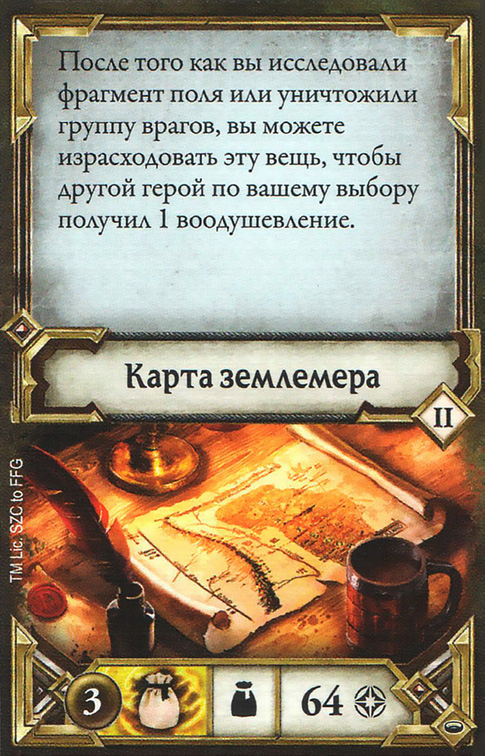 После того как вы исследовали
фрагмент поля или уничтожили
группу врагов, вы можете
израсходовать эту вещь, чтобы
другой герой по вашему выбору
получил 1 воодушевление.
Карта землемера
II
TM Lic. SZC to FFG
3
64